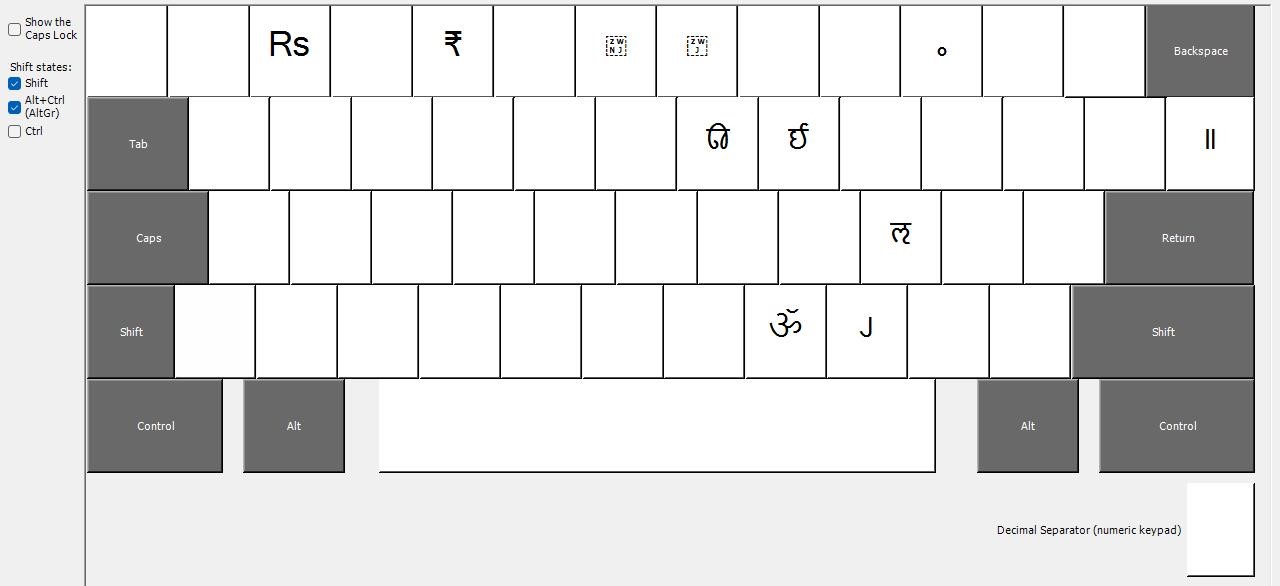 Show the
Caps Lock
Shift states:
Shift
Alt+Ctrl
(AltGr)
Ctrl
Rs ₹ ZWNJ ZWJ ॰ Backspace
Tab ॥
Caps Return
Shift ॐ Shift
Control Alt Alt Control
Decimal Separator (numeric keypad)